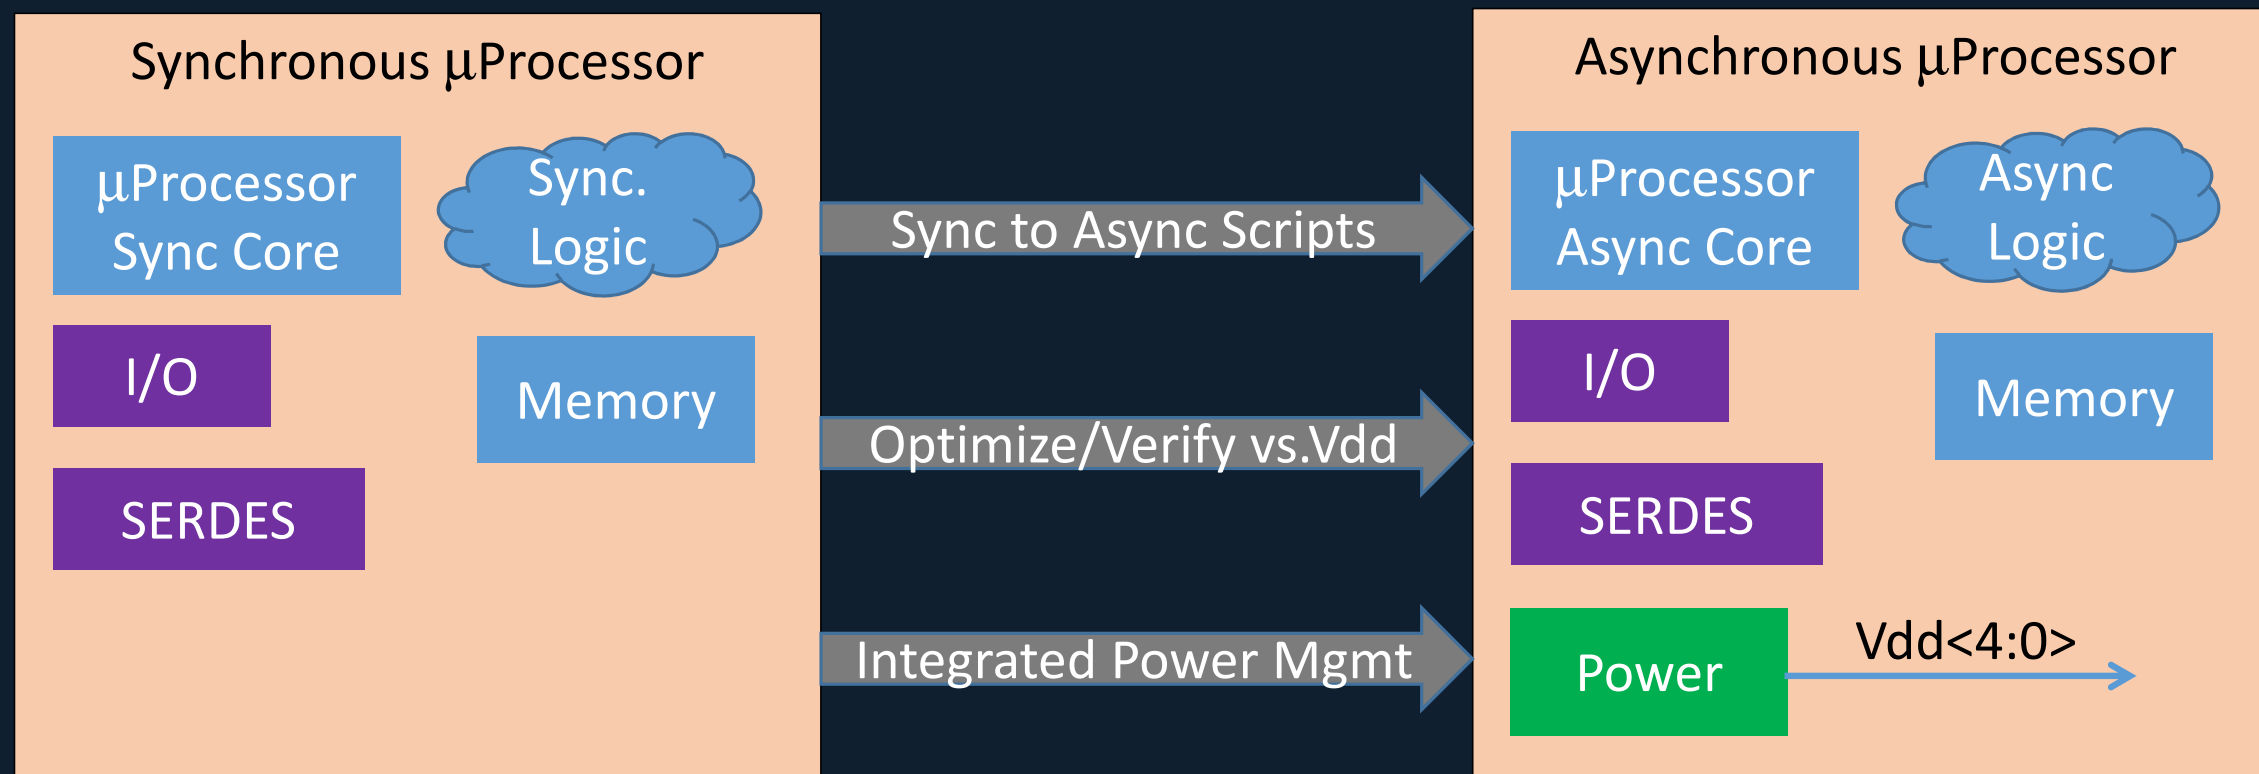 Synchronous μProcessor
μProcessor
Sync Core
Sync.
Logic
I/O
Memory
SERDES
Sync to Async Scripts
Optimize/Verify vs.Vdd
Integrated Power Mgmt
Asynchronous μProcessor
μProcessor
Async Core
Async
Logic
I/O
Memory
SERDES
Power
Vdd<4:0>